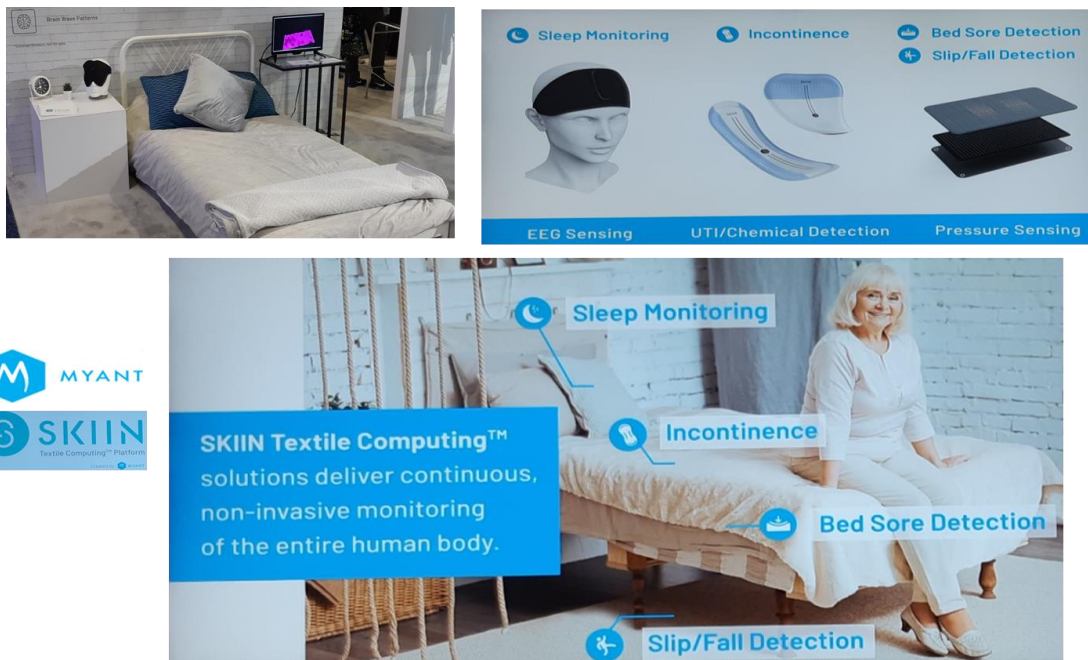 Brain Wave Patterns
Sleep Monitoring
Incontinence
Bed Sore Detection
Slip/Fall Detection
EEG Sensing
UTI/Chemical Detection
Pressure Sensing
MYANT
SKIIN
Textile Computing™ Platform
MYANT
SKIIN Textile Computing™
solutions deliver continuous,
non-invasive monitoring
of the entire human body.
Sleep Monitoring
Incontinence
Bed Sore Detection
Slip/Fall Detection